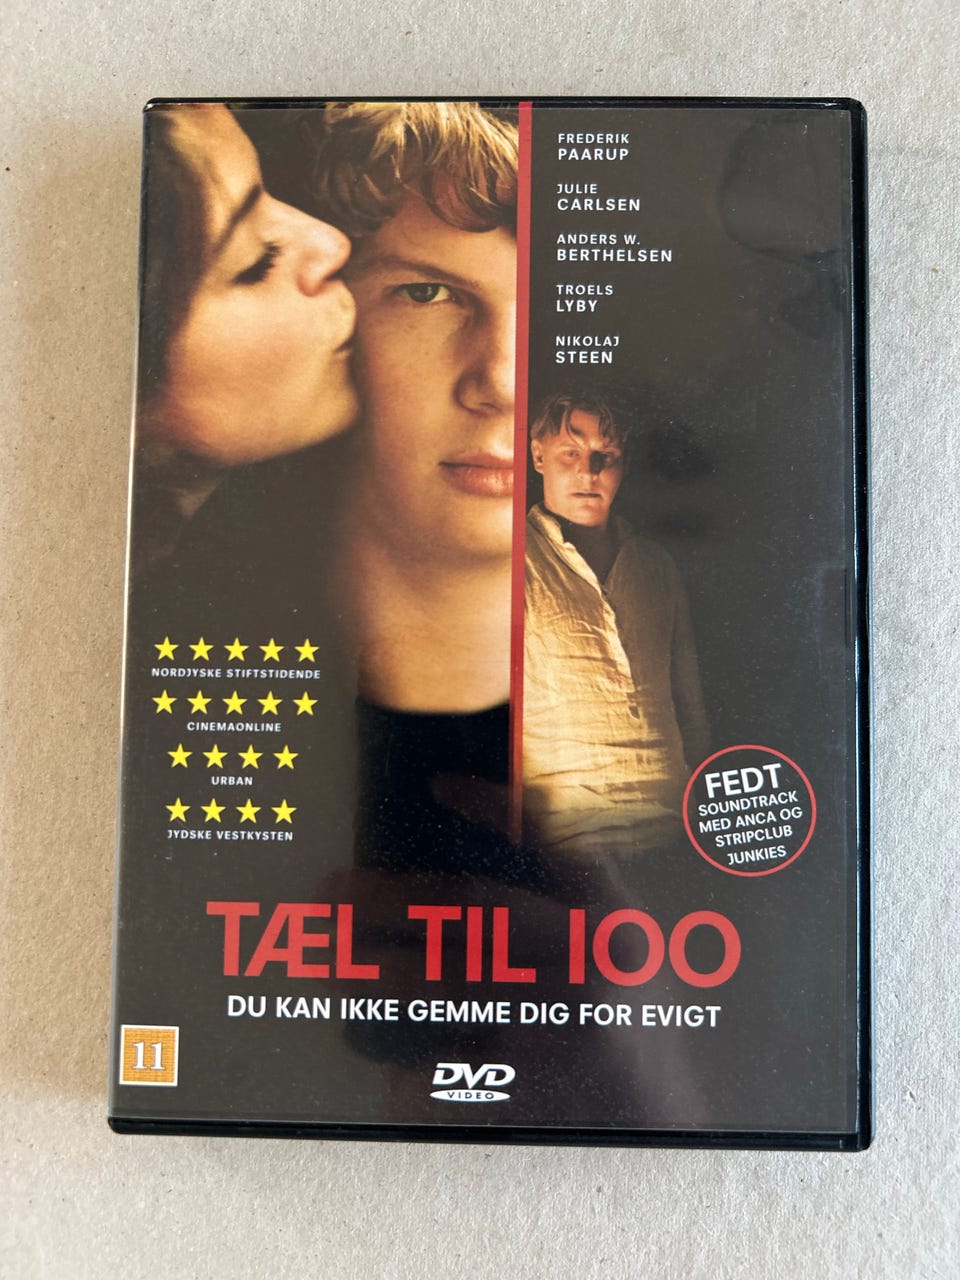 FREDERIK
PAARUP
JULIE
CARLSEN
ANDERS W.
BERTHELSEN
TROELS
LYBY
NIKOLAJ
STEEN
NORDJYSKE STIFTSTIDENDE
CINEMAONLINE
URBAN
JYDSKE VESTKYSTEN
FEDT
SOUNDTRACK
MED ANCA OG
STRIPCLUB
JUNKIES
TÆL TIL 100
DU KAN IKKE GEMME DIG FOR EVIGT
11
DVD
VIDEO